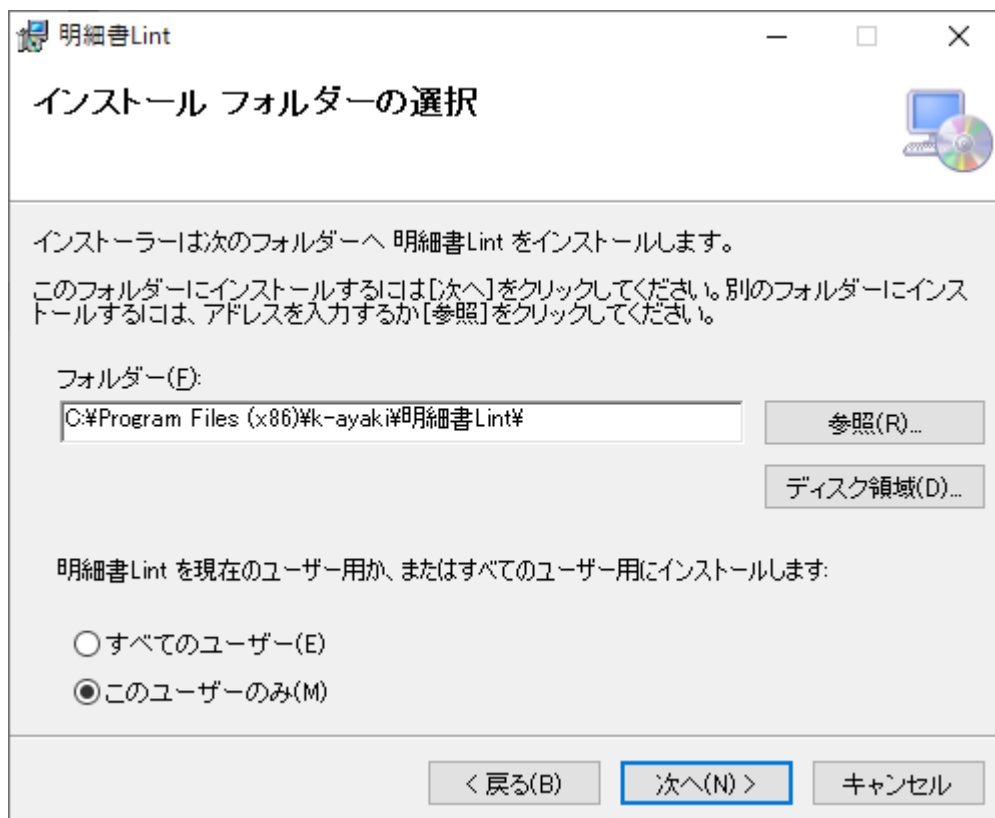 明細書Lint
インストール フォルダーの選択
インストーラーは次のフォルダーへ 明細書Lint をインストールします。
このフォルダーにインストールするには[次へ]をクリックしてください。別のフォルダーにインス
トールするには、アドレスを入力するか[参照]をクリックしてください。
フォルダー(F):
C:¥Program Files (x86)¥k-ayaki¥明細書Lint¥
参照(R)...
ディスク領域(D)...
明細書Lint を現在のユーザー用か、またはすべてのユーザー用にインストールします:
すべてのユーザー(E)
このユーザーのみ(M)
< 戻る(B)
次へ(N) >
キャンセル